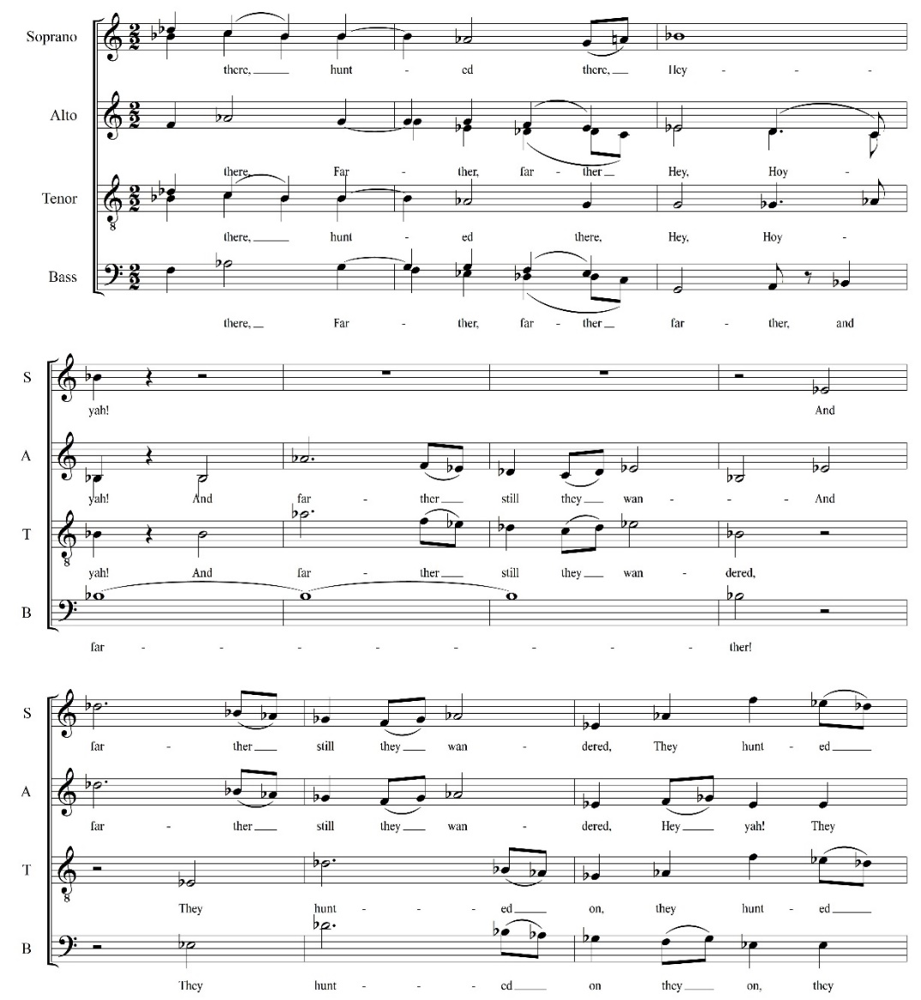 Soprano
there, hunt - ed there, Hey - - -
Alto
there, Far - ther, far - ther Hey, Hoy -
Tenor
there, hunt - ed there, Hey, Hoy -
Bass
there, Far - ther, far - ther far - ther, and
S
yah! And
A
yah! And far - ther still they wan - - - And
T
yah! And far - ther still they wan - dered,
B
far - - - - - - - - ther!
S
far - ther still they wan - dered, They hunt - ed
A
far - ther still they wan - dered, Hey yah! They
T
They hunt - - - ed on, they hunt - ed
B
They hunt - - - ed on they on, they